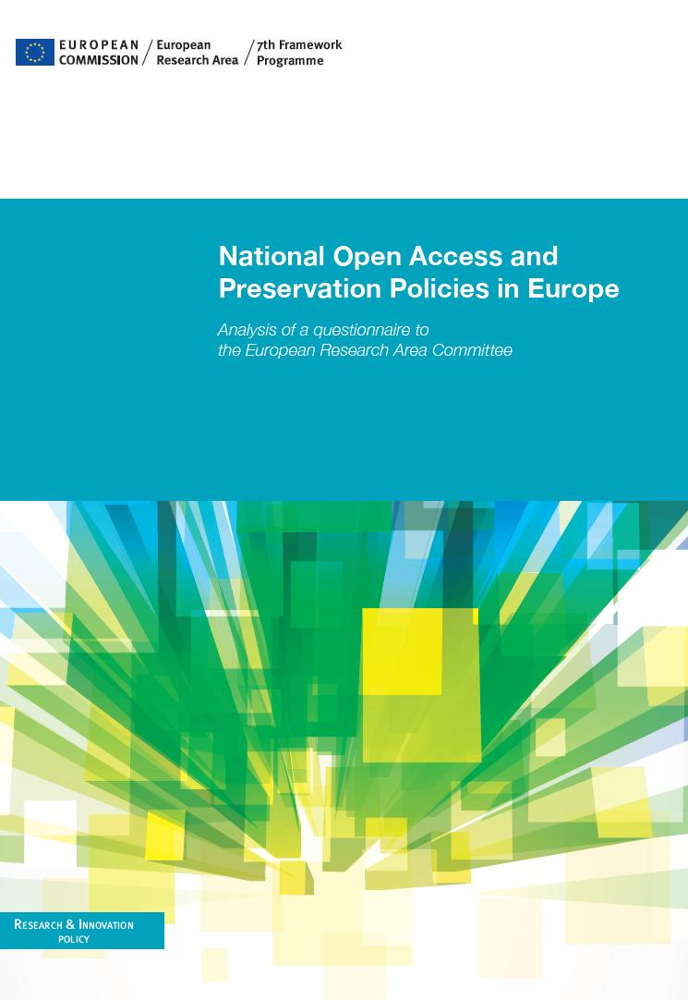 EUROPEAN
COMMISSION
European
Research Area
7th Framework
Programme
National Open Access and
Preservation Policies in Europe
Analysis of a questionnaire to
the European Research Area Committee
RESEARCH & INNOVATION
POLICY